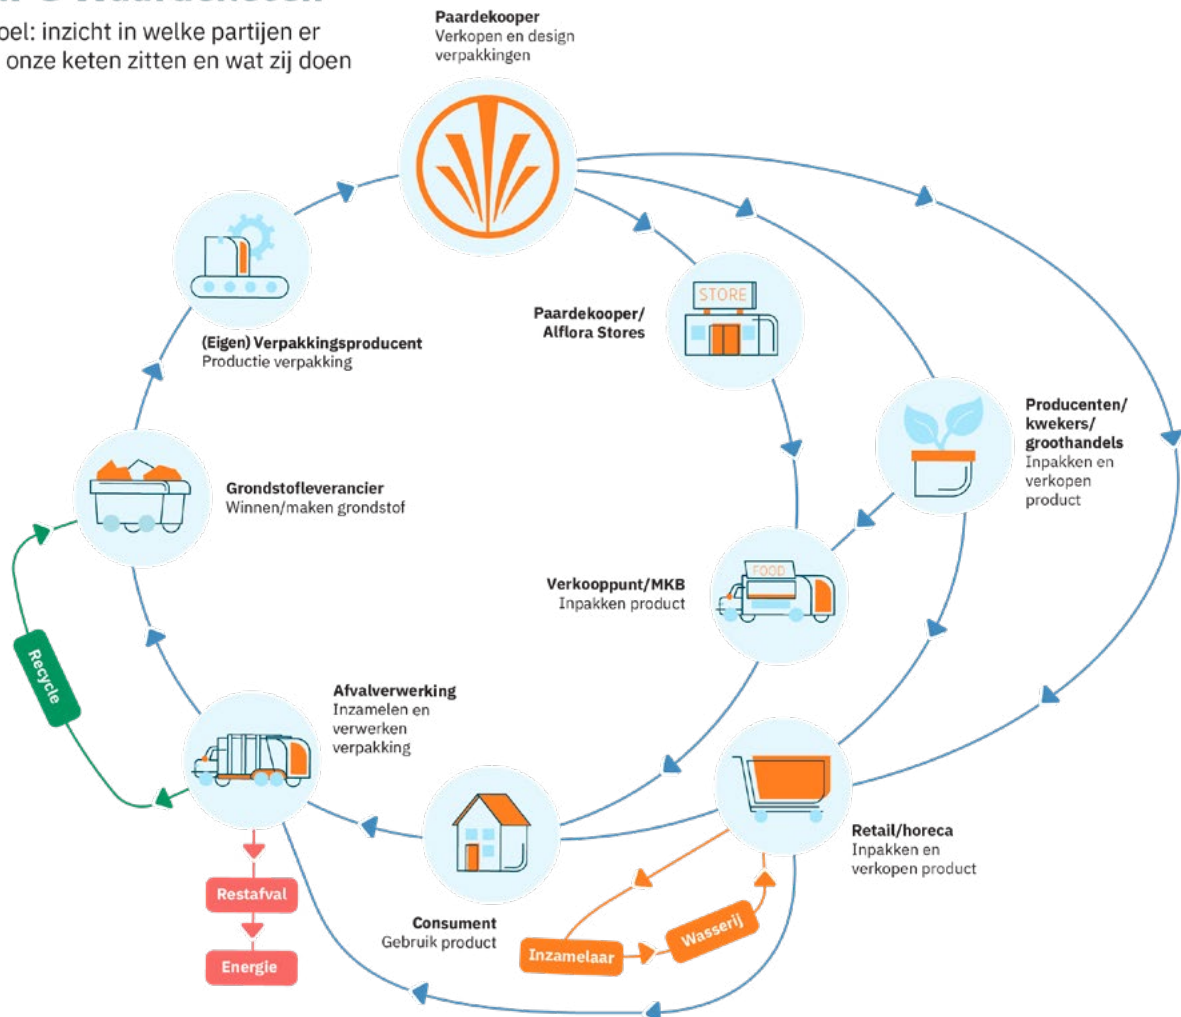 oel: inzicht in welke partijen er
onze keten zitten en wat zij doen
Paardekooper
Verkopen en design
verpakkingen
(Eigen) Verpakkingsproducent
Productie verpakking
STORE
Paardekooper/
Alflora Stores
Producenten/
kwekers/
groothandels
Inpakken en
verkopen
product
Grondstofleverancier
Winnen/maken grondstof
FOOD
Verkooppunt/MKB
Inpakken product
Recycle
Afvalverwerking
Inzamelen en
verwerken
verpakking
Retail/horeca
Inpakken en
verkopen product
Consument
Gebruik product
Restafval
Energie
Inzamelaar
Wasserij